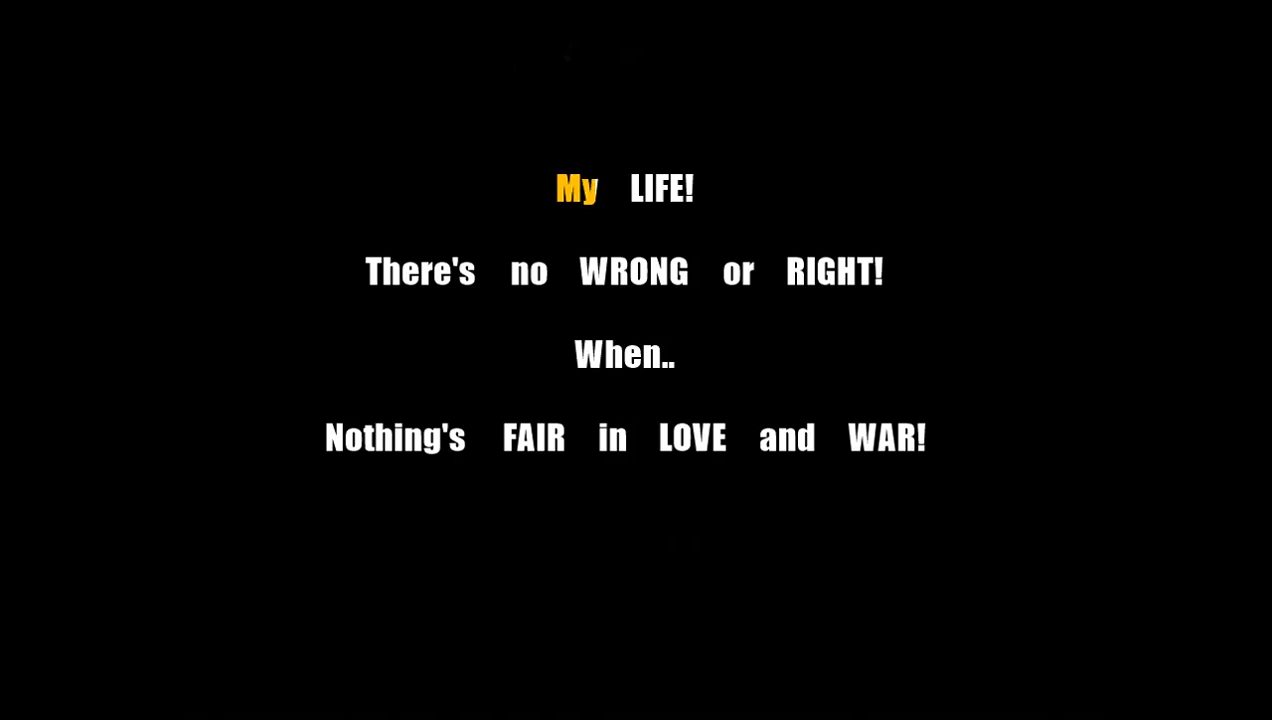 My LIFE!
There's no WRONG or RIGHT!
When..
Nothing's FAIR in LOVE and WAR!